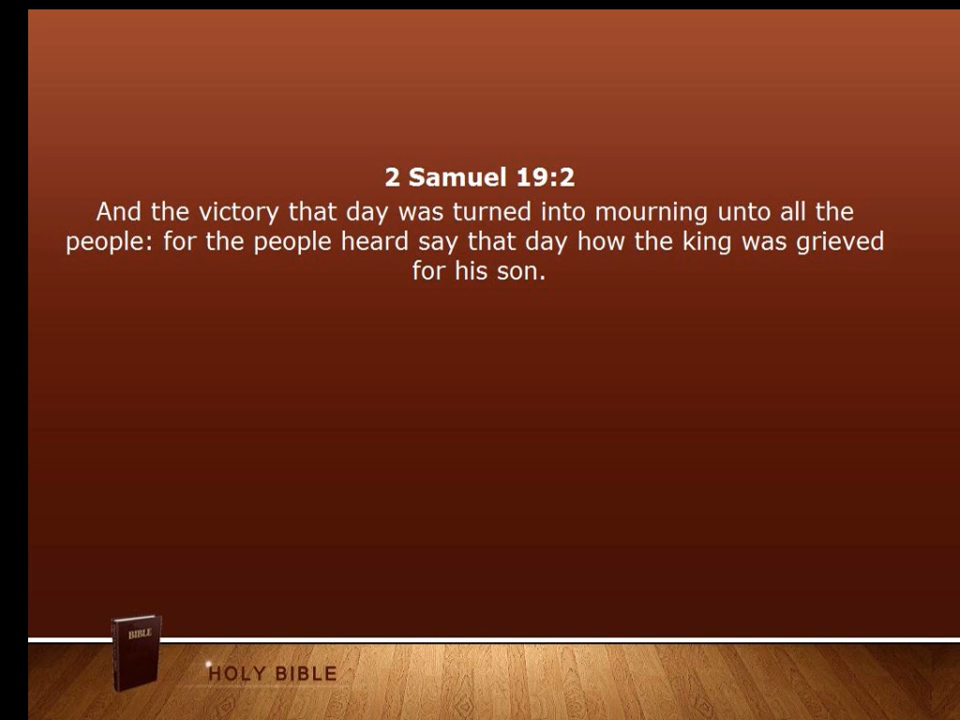 2 Samuel 19:2
And the victory that day was turned into mourning unto all the
people: for the people heard say that day how the king was grieved
for his son.
BIBLE
HOLY BIBLE